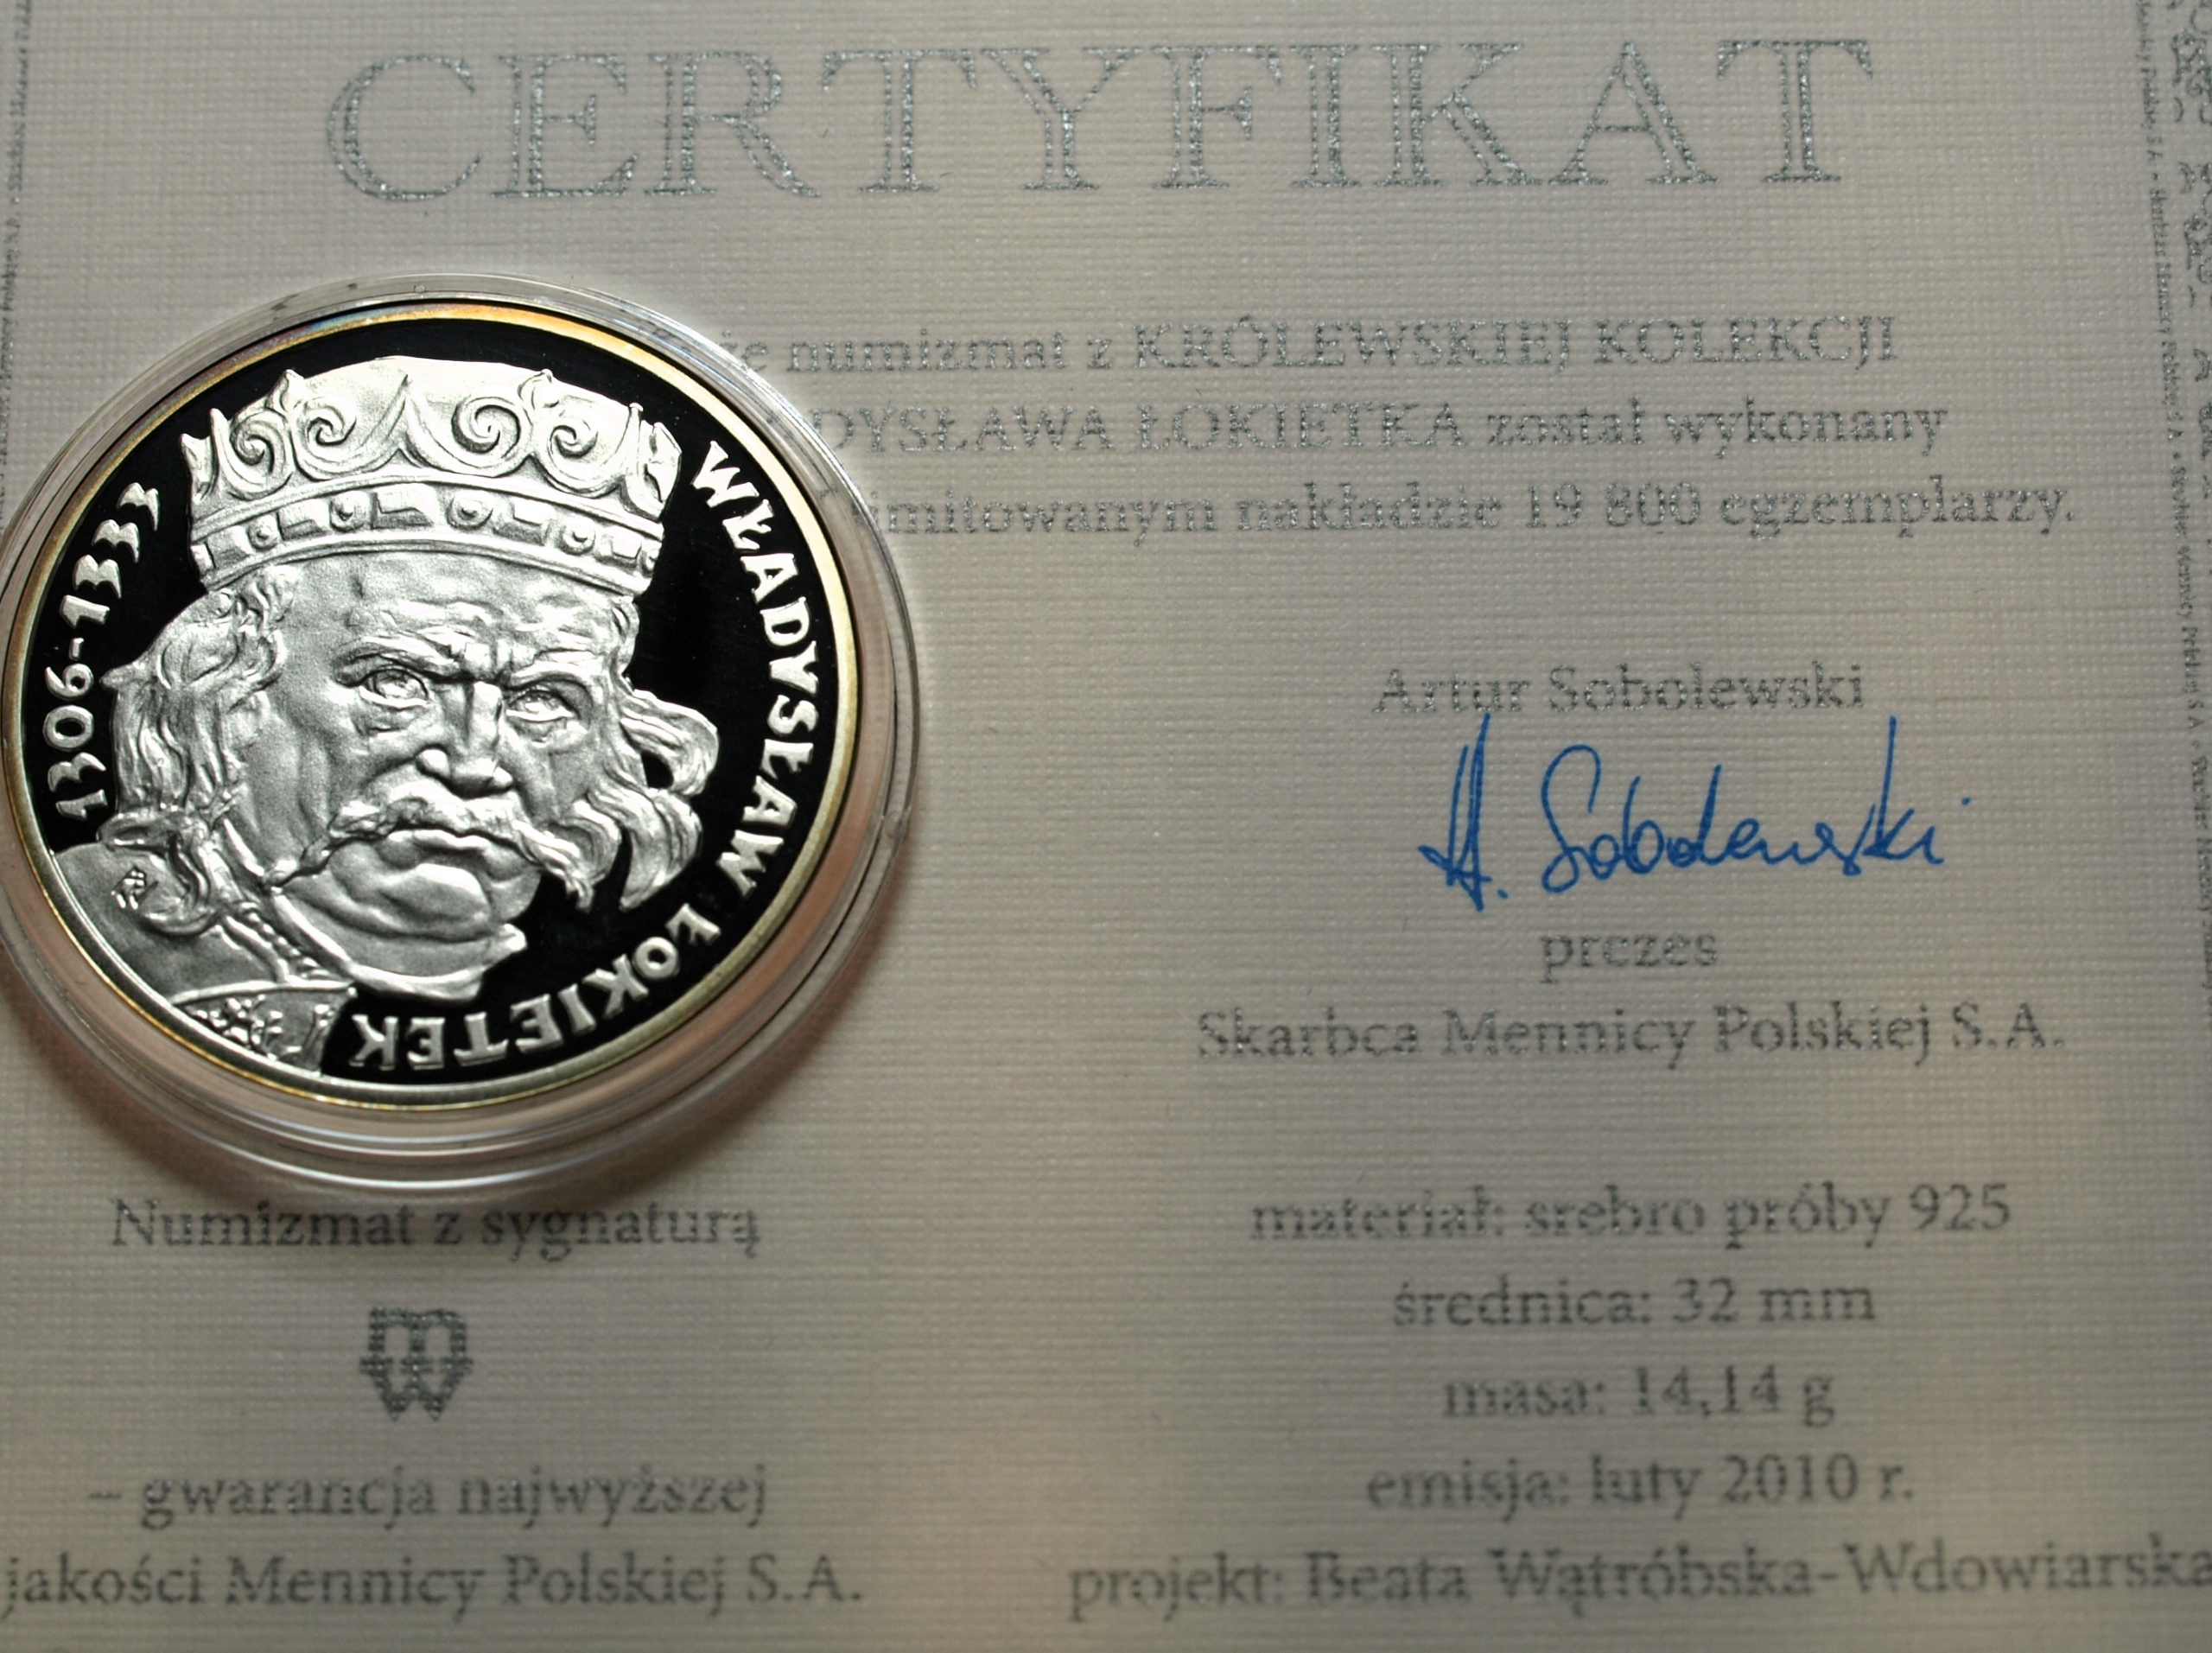 CERTYFIKAT
że numizmat z KRÓLEWSKIEJ KOLEKCJI
DYSŁAWA ŁOKIETKA został wykonany
imitowanym nakładzie 19 800 egzemplarzy.
1306-1333
WŁADYSŁAW ŁOKIETEK
Artur Sobolewski
A. Sobolewski
prezes
Skarbca Mennicy Polskiej S.A.
Numizmat z sygnaturą
– gwarancja najwyższej
jakości Mennicy Polskiej S.A.
materiał: srebro próby 925
średnica: 32 mm
masa: 14,14 g
emisja: luty 2010 r.
projekt: Beata Wątróbska-Wdowiarska